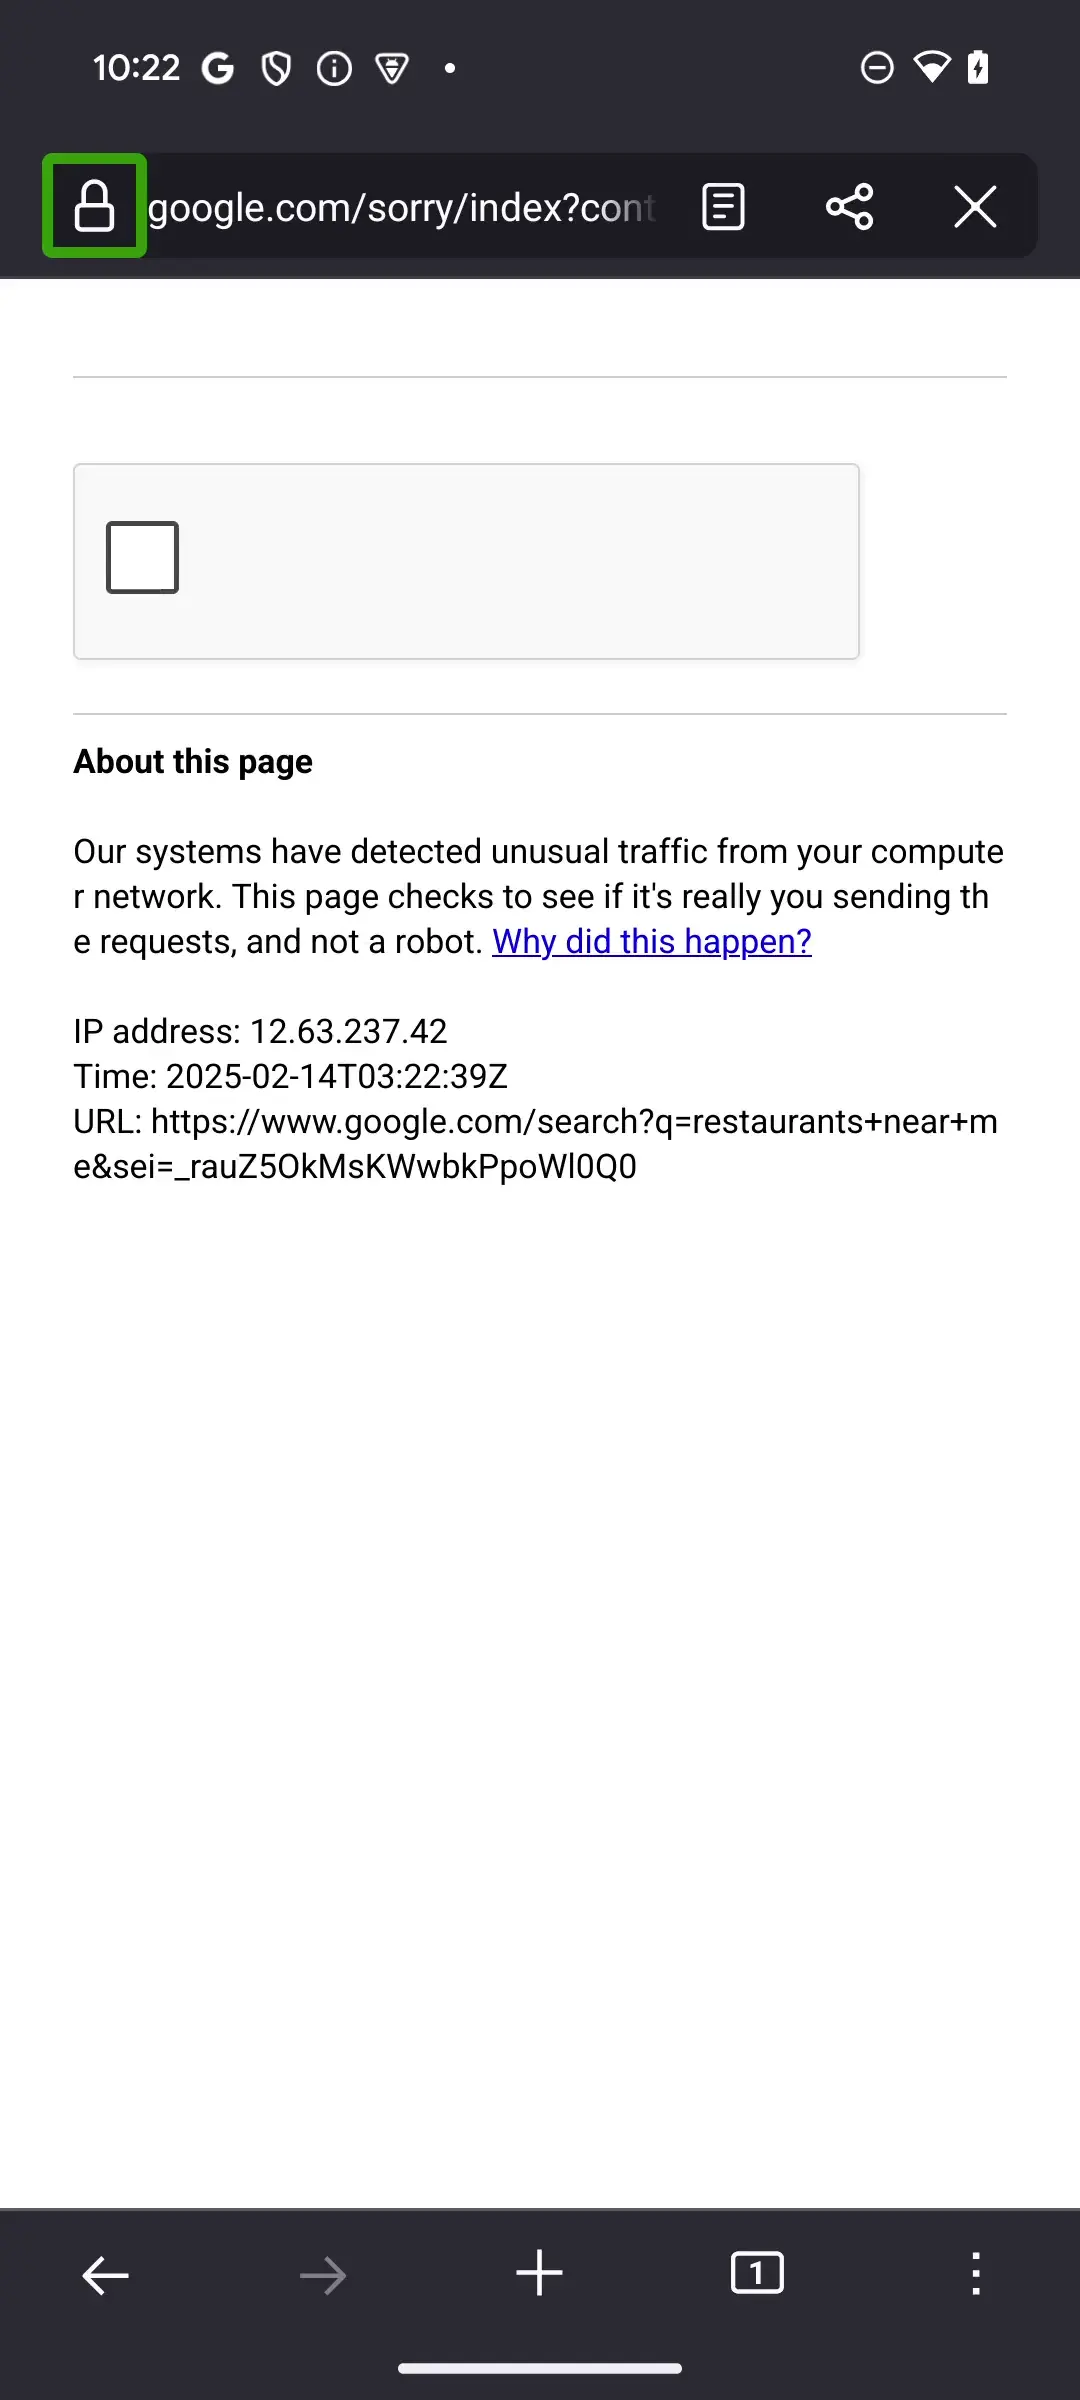 10:22
google.com/sorry/index?cont
About this page
Our systems have detected unusual traffic from your compute
r network. This page checks to see if it's really you sending th
e requests, and not a robot. Why did this happen?
IP address: 12.63.237.42
Time: 2025-02-14T03:22:39Z
URL: https://www.google.com/search?q=restaurants+near+m
e&sei=_rauZ5OkMsKWwbkPpoWl0Q0
1